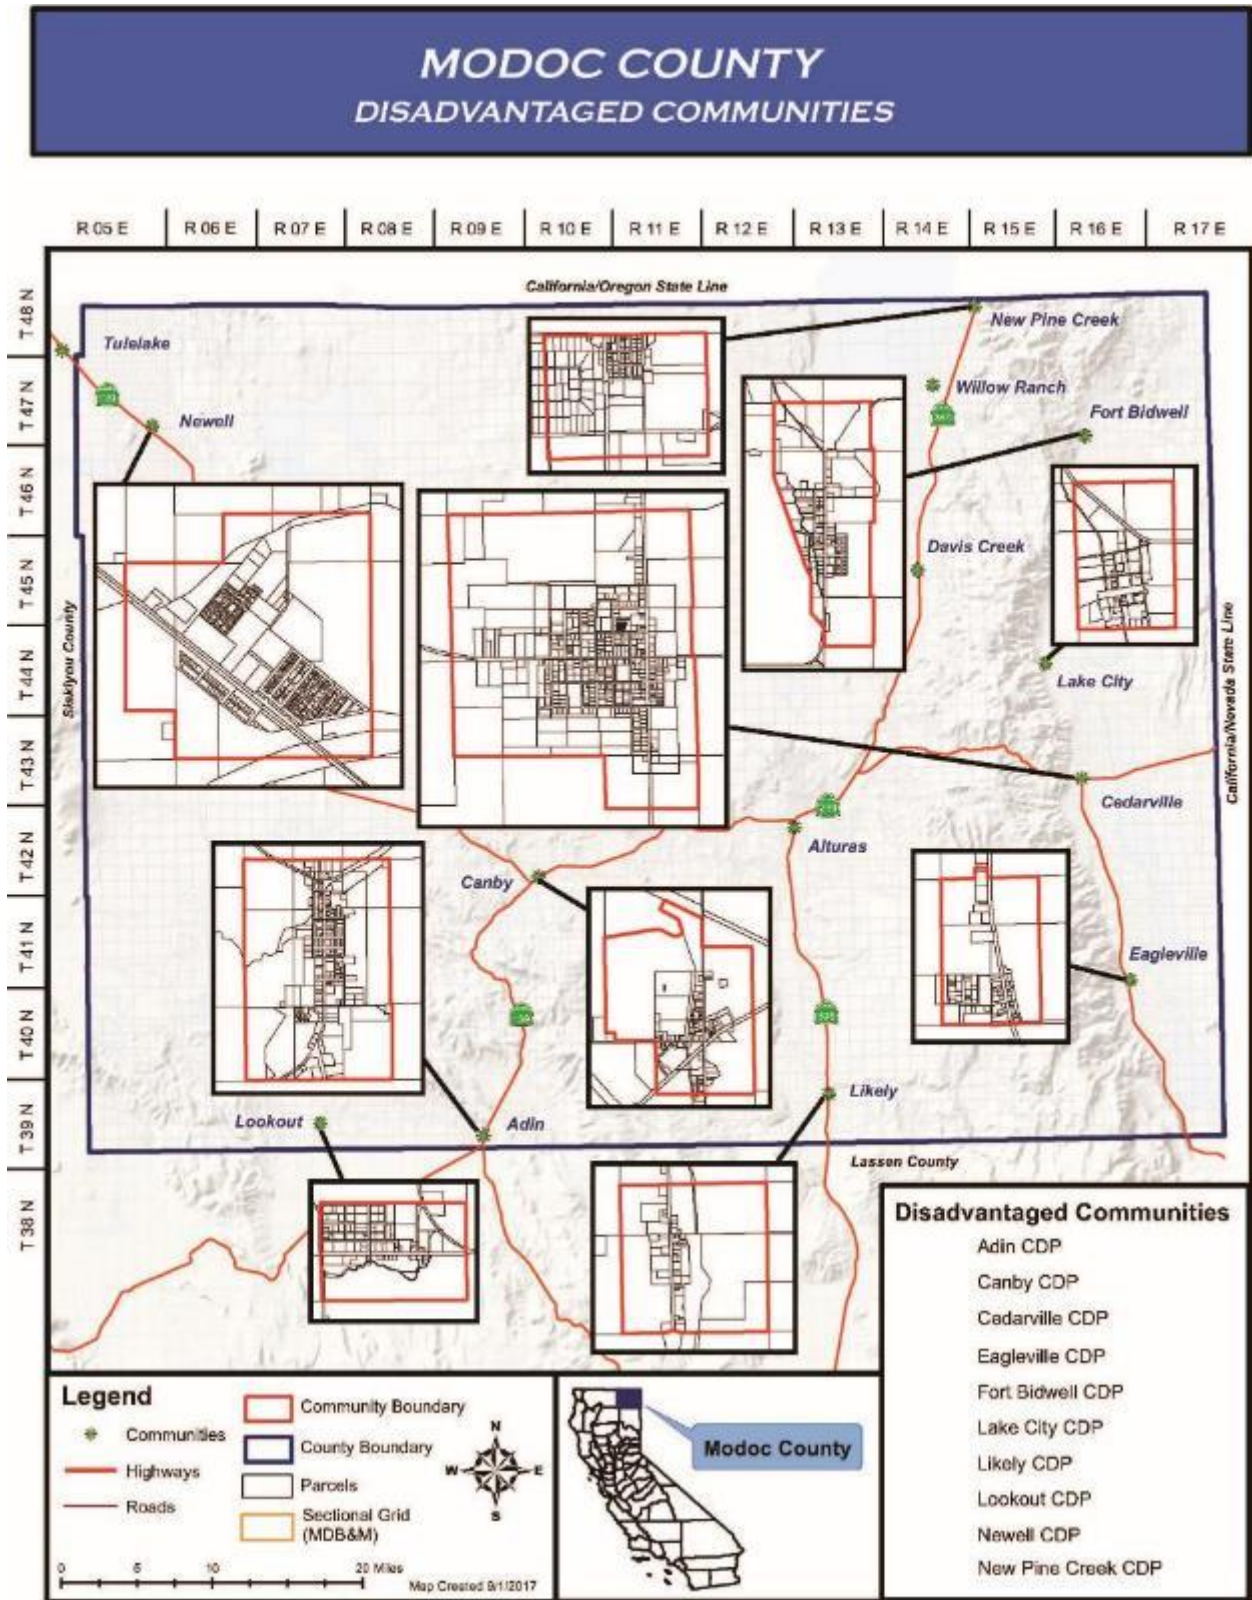 MODOC COUNTY
DISADVANTAGED COMMUNITIES
R 05 E
R 06 E
R 07 E
R 08 E
R 09 E
R 10 E
R 11 E
R 12 E
R 13 E
R 14 E
R 15 E
R 16 E
R 17 E
T 48 N
T 47 N
T 46 N
T 45 N
T 44 N
T 43 N
T 42 N
T 41 N
T 40 N
T 39 N
T 38 N
California/Oregon State Line
Tulelake
New Pine Creek
Willow Ranch
Newell
Fort Bidwell
Davis Creek
Siskiyou County
California/Nevada State Line
Lake City
Cedarville
Alturas
Canby
Eagleville
Likely
Lookout
Adin
Lassen County
Legend
Communities
Highways
Roads
Community Boundary
County Boundary
Parcels
Sectional Grid
(MDB&M)
N
W
E
S
0
5
10
20 Miles
Map Created 9/1/2017
Modoc County
Disadvantaged Communities
Adin CDP
Canby CDP
Cedarville CDP
Eagleville CDP
Fort Bidwell CDP
Lake City CDP
Likely CDP
Lookout CDP
Newell CDP
New Pine Creek CDP